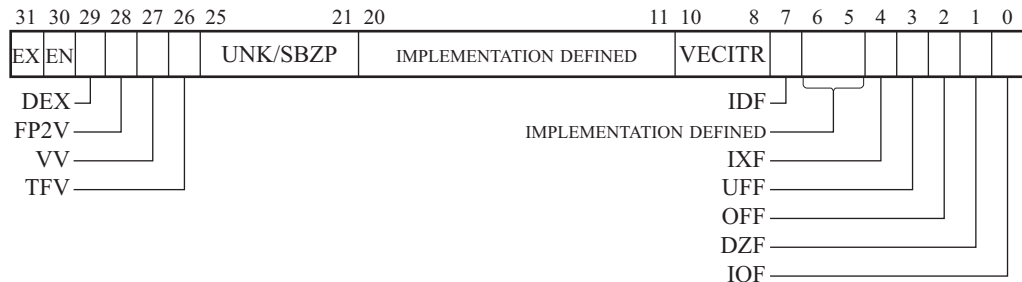 31 30 29 28 27 26 25 21 20 11 10 8 7 6 5 4 3 2 1 0
EX EN UNK/SBZP IMPLEMENTATION DEFINED VECITR
DEX IDF
FP2V IMPLEMENTATION DEFINED
VV IXF
TFV UFF
OFF
DZF
IOF